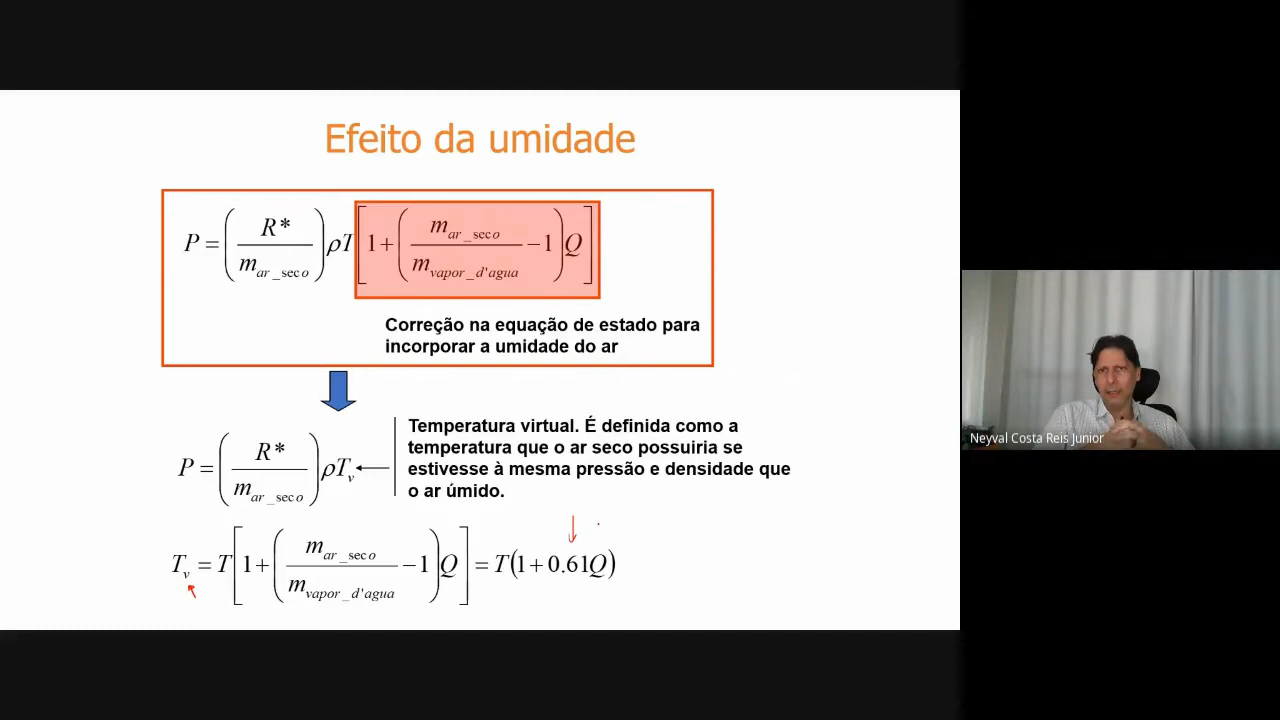 Efeito da umidade
P = (R* / m_ar_seco) ρT [1 + (m_ar_seco / m_vapor_d'agua − 1) Q]
Correção na equação de estado para
incorporar a umidade do ar
Temperatura virtual. É definida como a
temperatura que o ar seco possuiria se
estivesse à mesma pressão e densidade que
o ar úmido.
P = (R* / m_ar_seco) ρT_v
T_v = T [1 + (m_ar_seco / m_vapor_d'agua − 1) Q] = T(1 + 0.61Q)
Neyval Costa Reis Junior